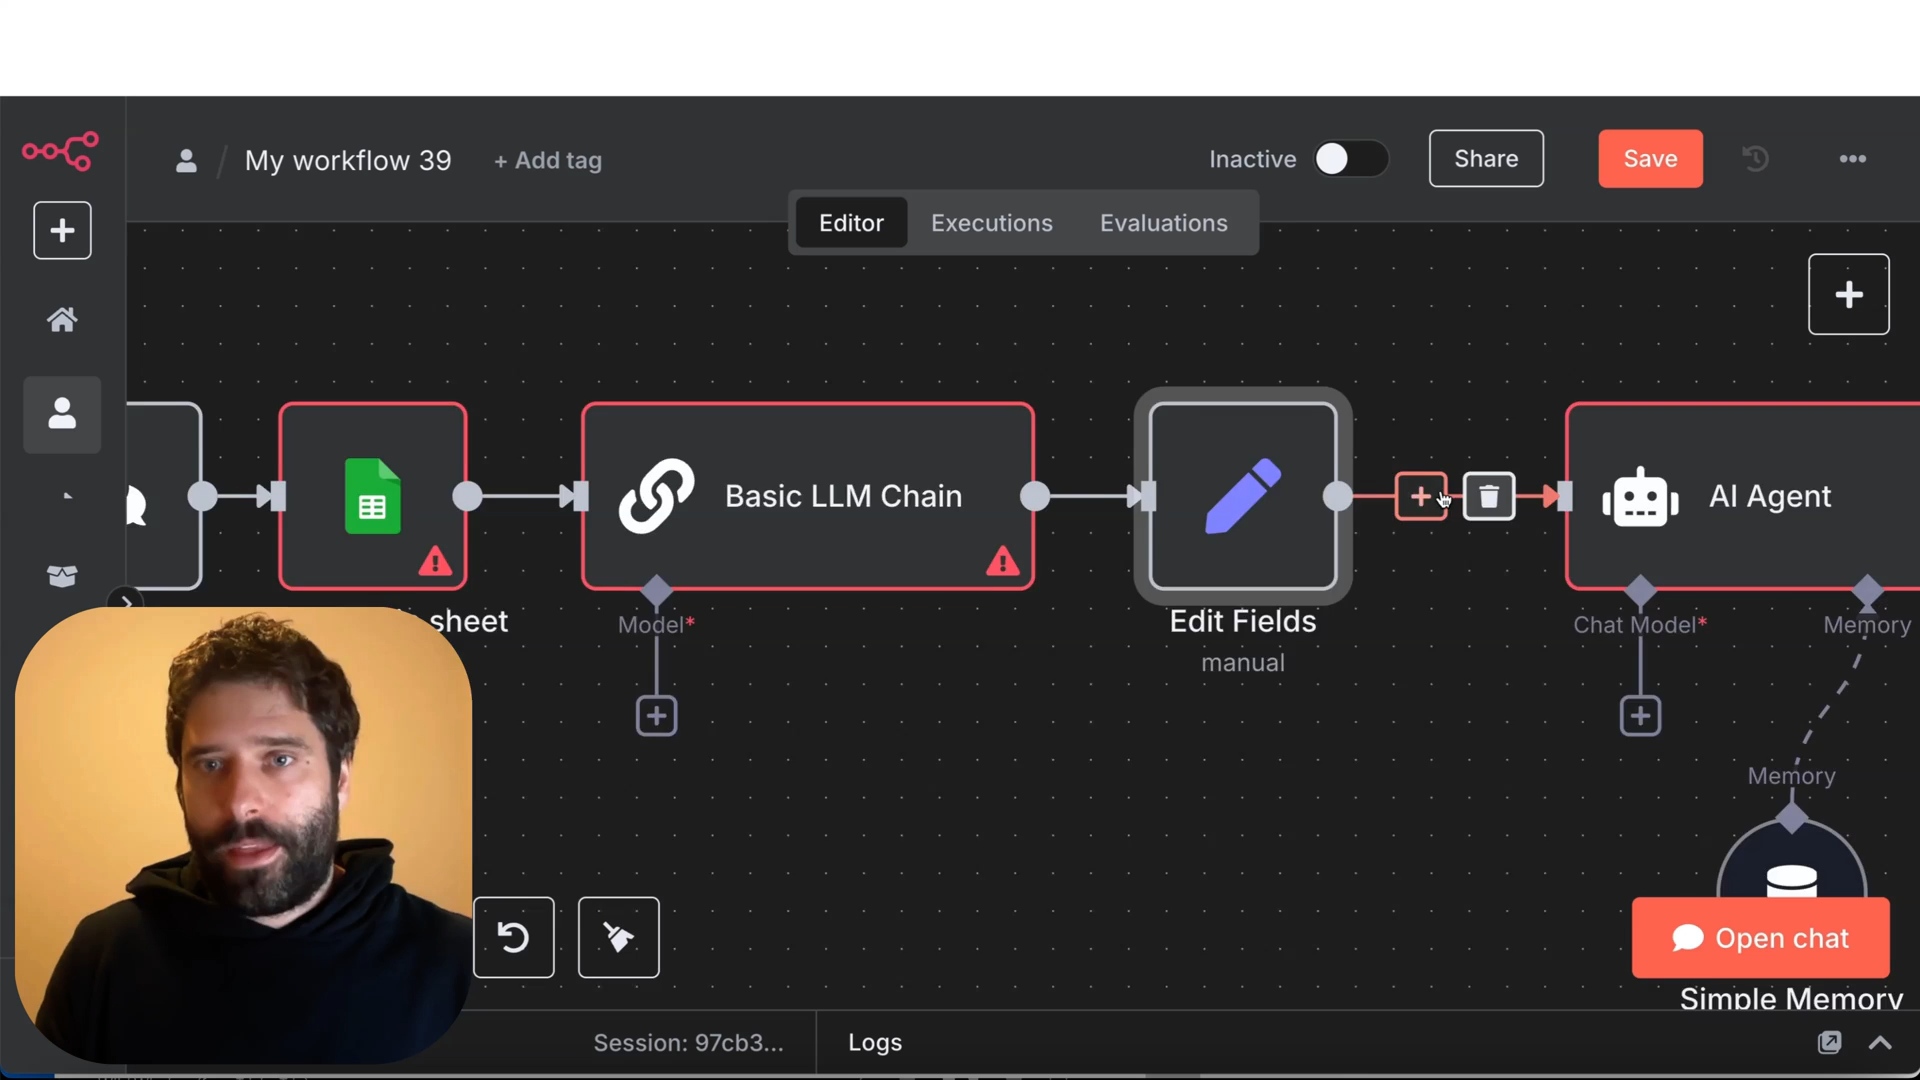 My workflow 39
+ Add tag
Inactive
Share
Save
Editor
Executions
Evaluations
Basic LLM Chain
AI Agent
sheet
Model*
Edit Fields
manual
Chat Model*
Memory
Memory
Open chat
Simple Memory
Session: 97cb3...
Logs